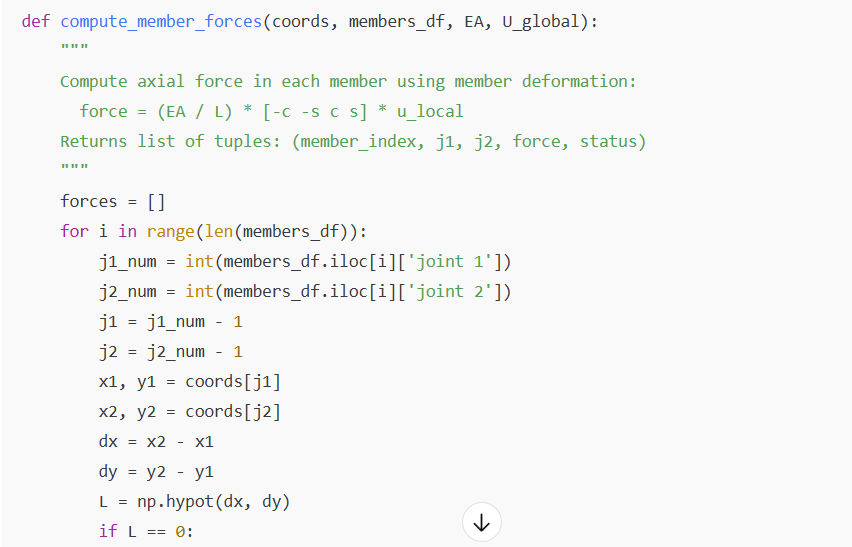 def compute_member_forces(coords, members_df, EA, U_global):
    """
    Compute axial force in each member using member deformation:
      force = (EA / L) * [-c -s c s] * u_local
    Returns list of tuples: (member_index, j1, j2, force, status)
    """
    forces = []
    for i in range(len(members_df)):
        j1_num = int(members_df.iloc[i]['joint 1'])
        j2_num = int(members_df.iloc[i]['joint 2'])
        j1 = j1_num - 1
        j2 = j2_num - 1
        x1, y1 = coords[j1]
        x2, y2 = coords[j2]
        dx = x2 - x1
        dy = y2 - y1
        L = np.hypot(dx, dy)
        if L == 0: